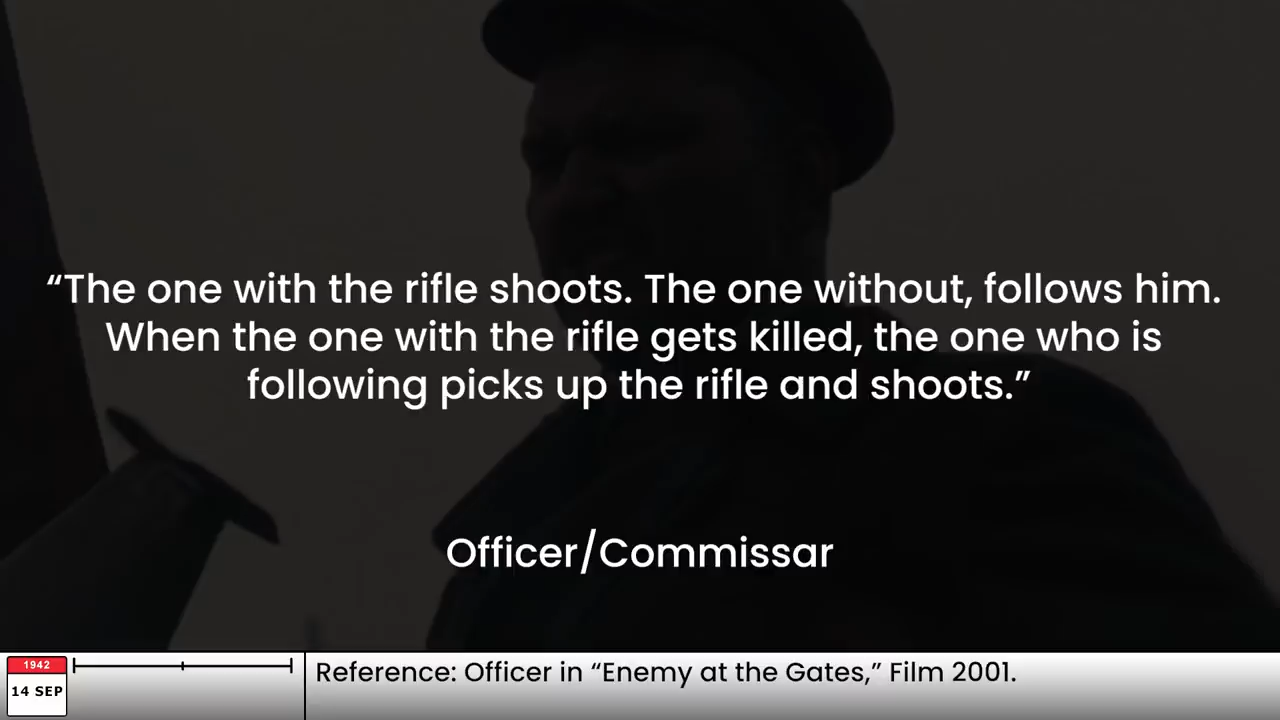 “The one with the rifle shoots. The one without, follows him.
When the one with the rifle gets killed, the one who is
following picks up the rifle and shoots.”
Officer/Commissar
1942
14 SEP
Reference: Officer in “Enemy at the Gates,” Film 2001.